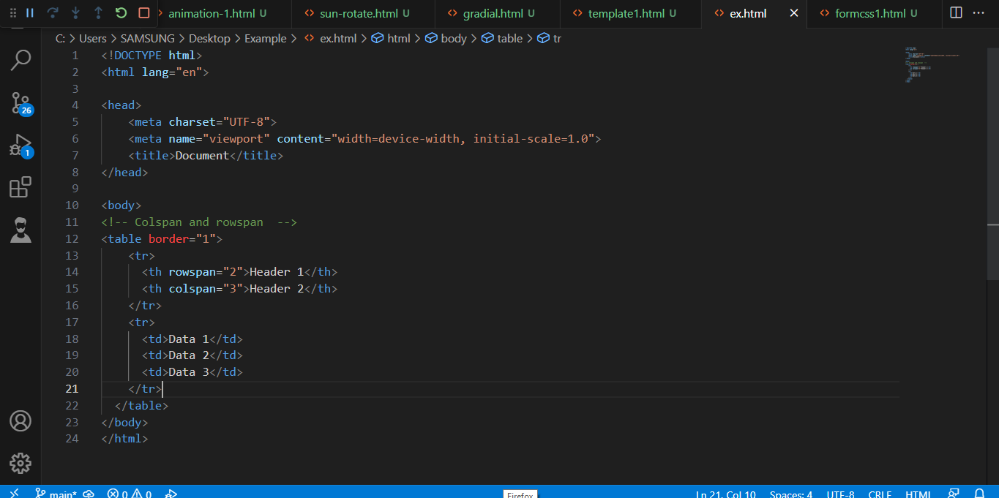 animation-1.html U
sun-rotate.html U
gradial.html U
template1.html U
ex.html
formcss1.html U
C: > Users > SAMSUNG > Desktop > Example > ex.html > html > body > table > tr
1 <!DOCTYPE html>
2 <html lang="en">
3
4 <head>
5     <meta charset="UTF-8">
6     <meta name="viewport" content="width=device-width, initial-scale=1.0">
7     <title>Document</title>
8 </head>
9
10 <body>
11 <!-- Colspan and rowspan  -->
12 <table border="1">
13     <tr>
14       <th rowspan="2">Header 1</th>
15       <th colspan="3">Header 2</th>
16     </tr>
17     <tr>
18       <td>Data 1</td>
19       <td>Data 2</td>
20       <td>Data 3</td>
21     </tr>
22   </table>
23 </body>
24 </html>
26
1
main* 0 0
Firefox
Ln 21, Col 10 Spaces: 4 UTF-8 CRLF HTML